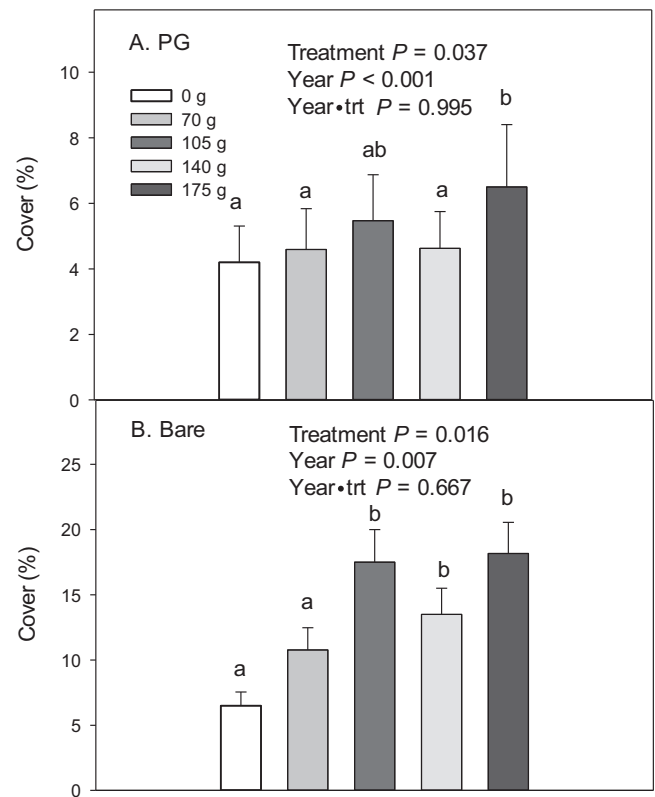 A. PG
Treatment P = 0.037
Year P < 0.001
Year•trt P = 0.995
0 g
70 g
105 g
140 g
175 g
a
a
ab
a
b
10
8
6
4
2
0
Cover (%)
B. Bare
Treatment P = 0.016
Year P = 0.007
Year•trt P = 0.667
a
a
b
b
b
25
20
15
10
5
0
Cover (%)